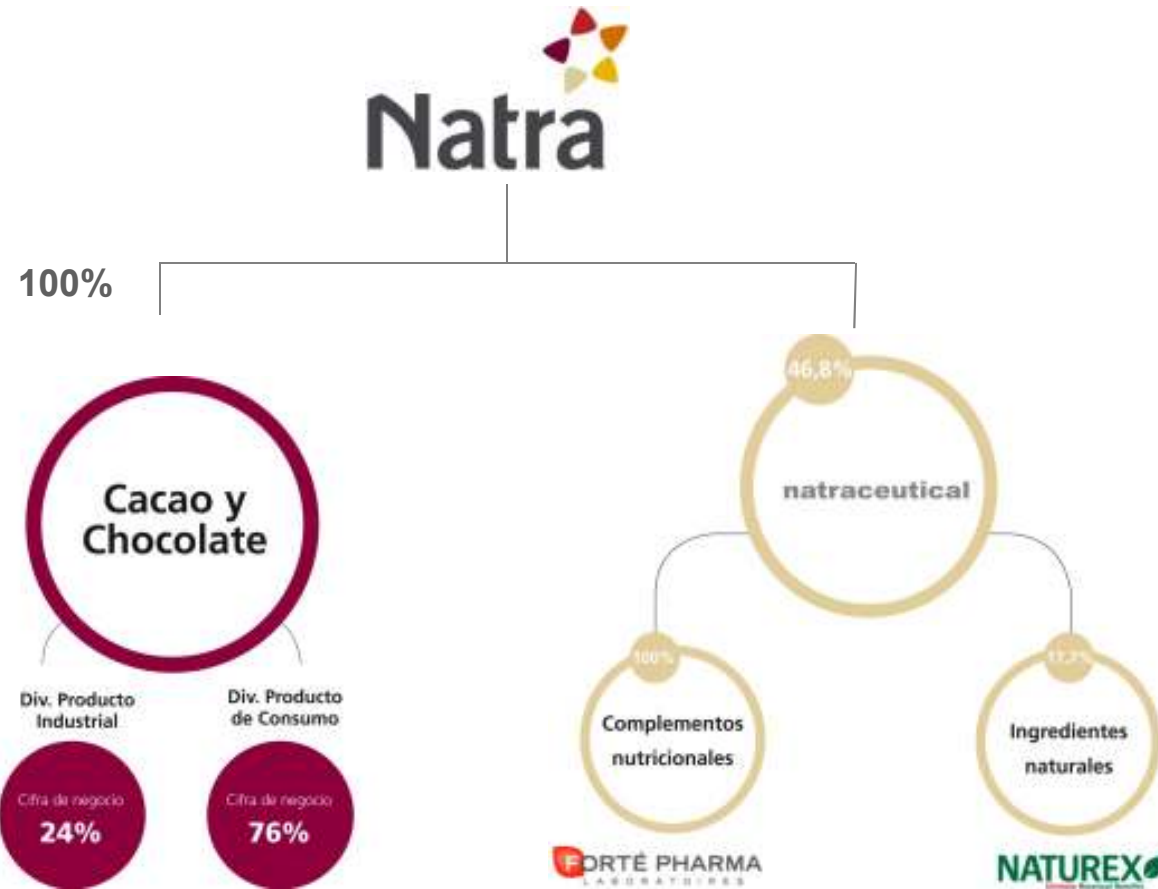 Natra
100%
46,8%
Cacao y
Chocolate
natraceutical
Div. Producto
Industrial
Div. Producto
de Consumo
Cifra de negocio
24%
Cifra de negocio
76%
100%
Complementos
nutricionales
Ingredientes
naturales
FORTÉ PHARMA
LABORATOIRES
NATUREX